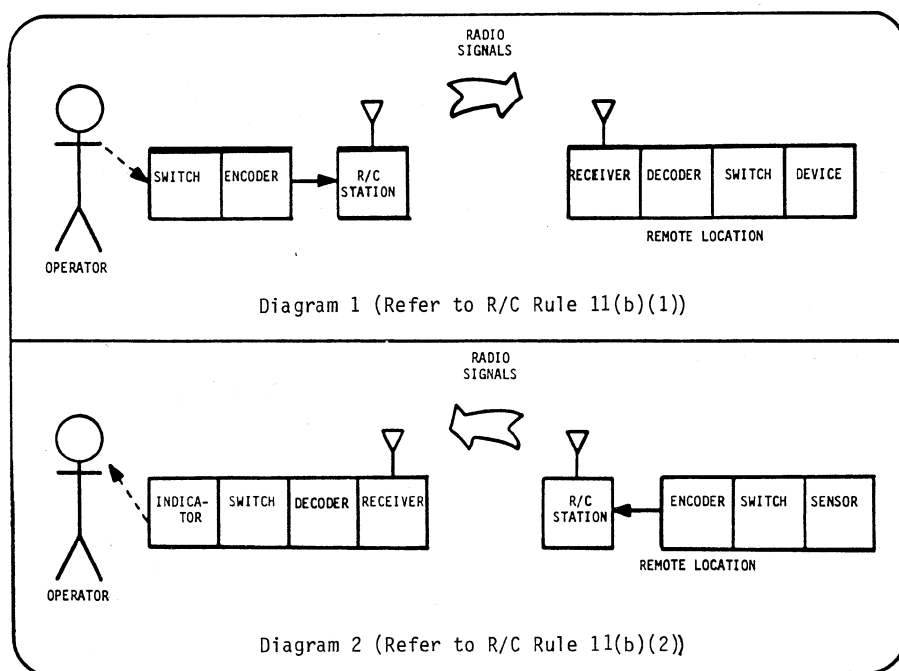 RADIO
SIGNALS
SWITCH
ENCODER
R/C
STATION
RECEIVER
DECODER
SWITCH
DEVICE
REMOTE LOCATION
OPERATOR
Diagram 1 (Refer to R/C Rule 11(b)(1))
RADIO
SIGNALS
INDICA-
TOR
SWITCH
DECODER
RECEIVER
R/C
STATION
ENCODER
SWITCH
SENSOR
REMOTE LOCATION
OPERATOR
Diagram 2 (Refer to R/C Rule 11(b)(2))